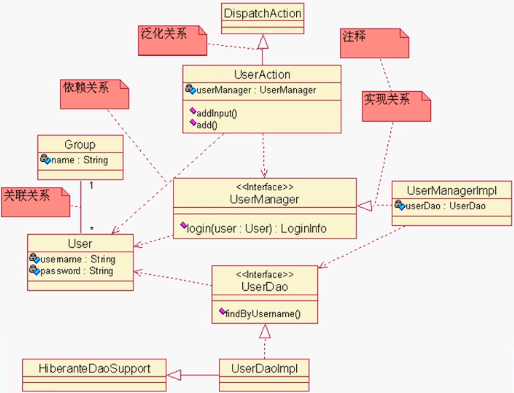 DispatchAction
泛化关系
注释
UserAction
userManager : UserManager
addInput()
add()
依赖关系
实现关系
Group
name : String
1
关联关系
*
<<Interface>>
UserManager
login(user : User) : LoginInfo
UserManagerImpl
userDao : UserDao
User
username : String
password : String
<<Interface>>
UserDao
findByUsername()
HiberanteDaoSupport
UserDaoImpl